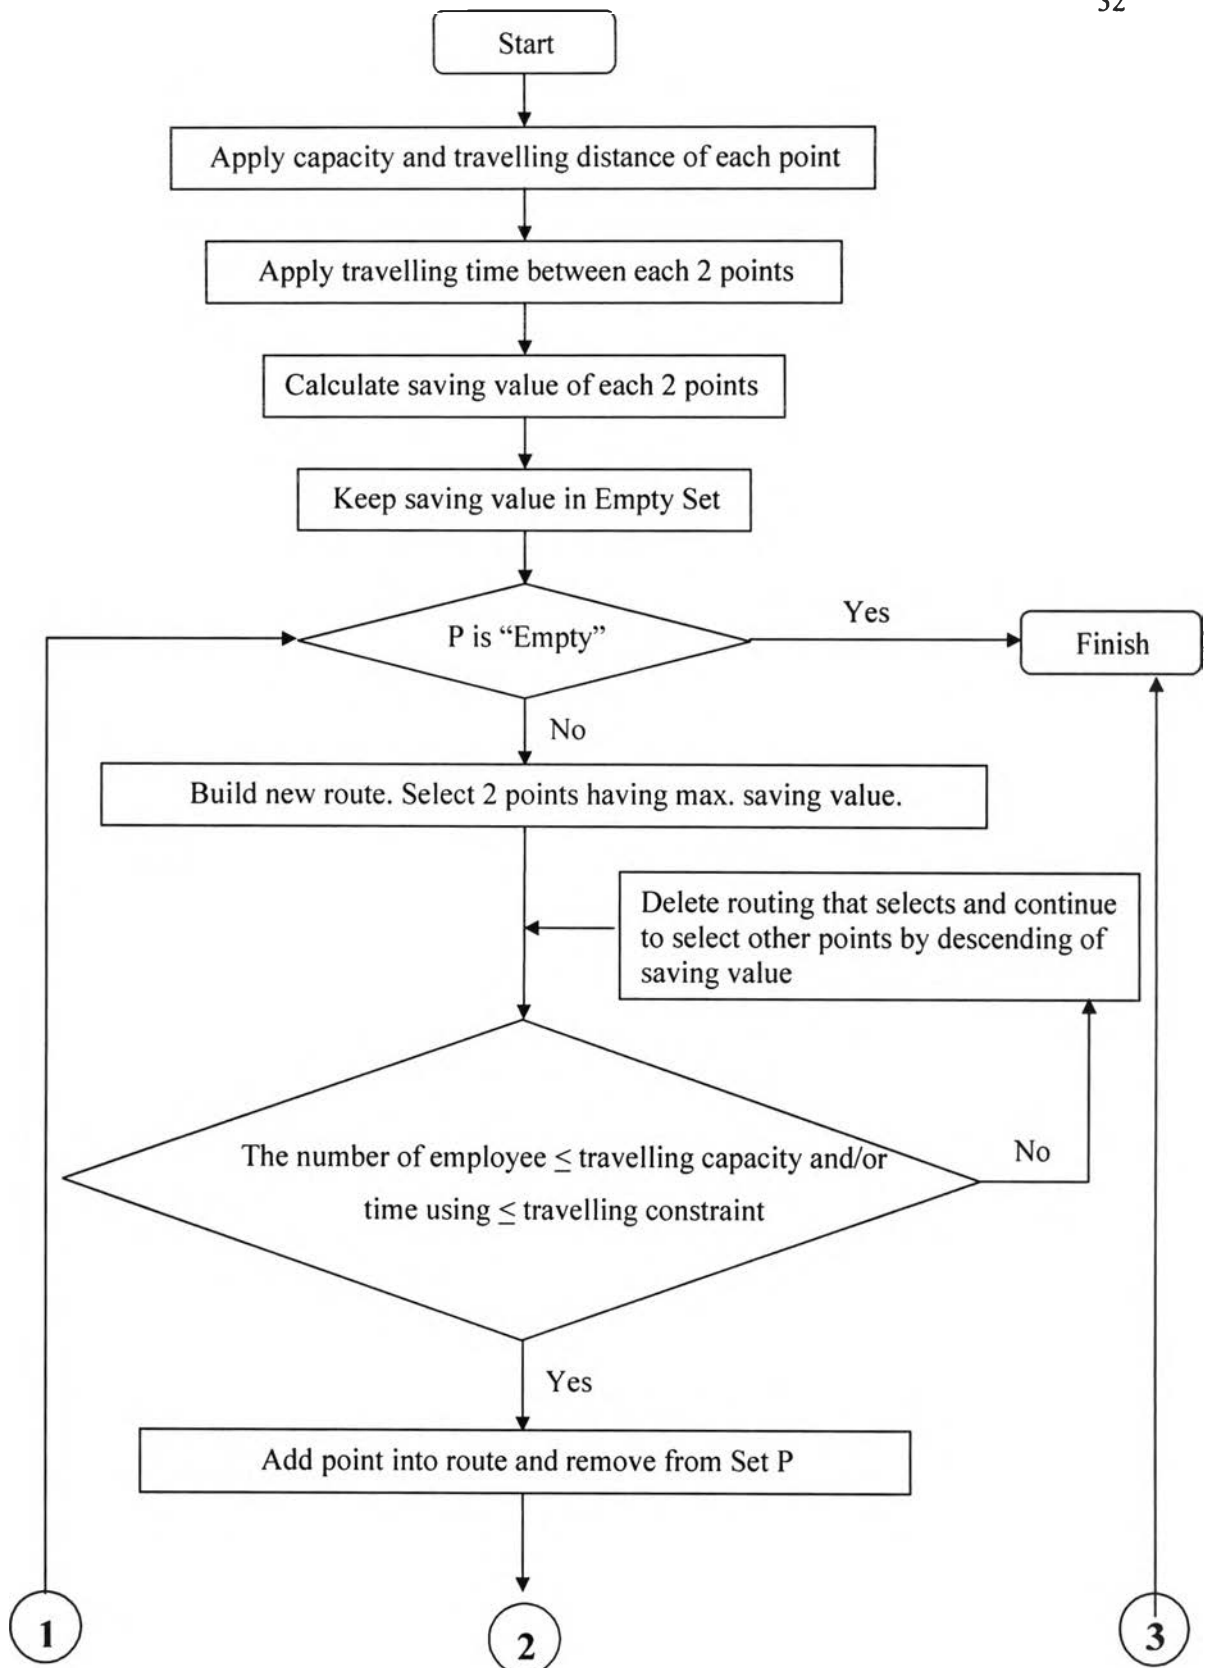 32
Start
Apply capacity and travelling distance of each point
Apply travelling time between each 2 points
Calculate saving value of each 2 points
Keep saving value in Empty Set
P is “Empty”
Yes
Finish
No
Build new route. Select 2 points having max. saving value.
Delete routing that selects and continue
to select other points by descending of
saving value
The number of employee ≤ travelling capacity and/or
time using ≤ travelling constraint
No
Yes
Add point into route and remove from Set P
1
2
3